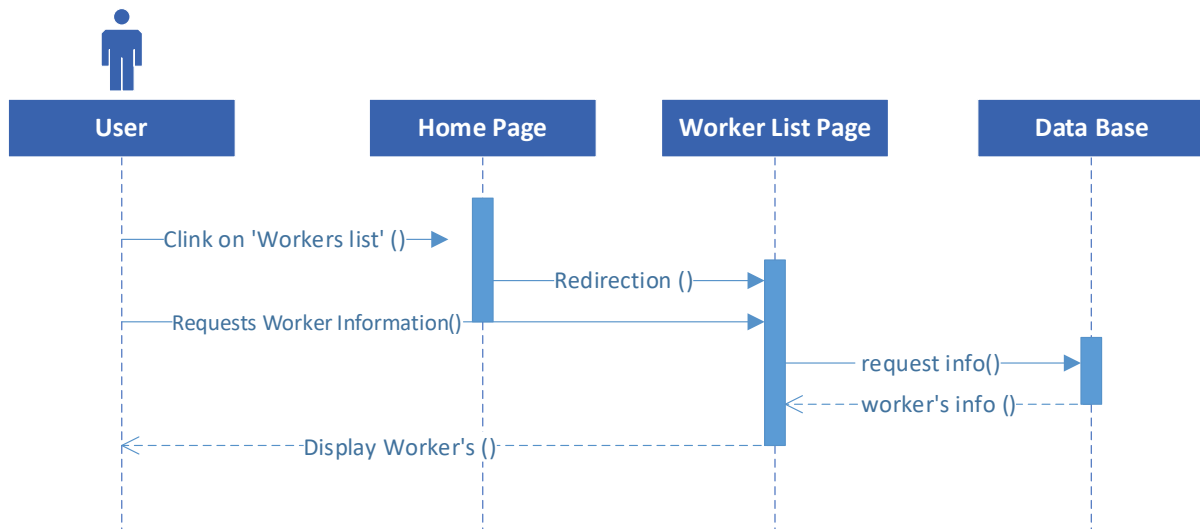 User
Home Page
Worker List Page
Data Base
Clink on 'Workers list' ()
Redirection ()
Requests Worker Information()
request info()
worker's info ()
Display Worker's ()